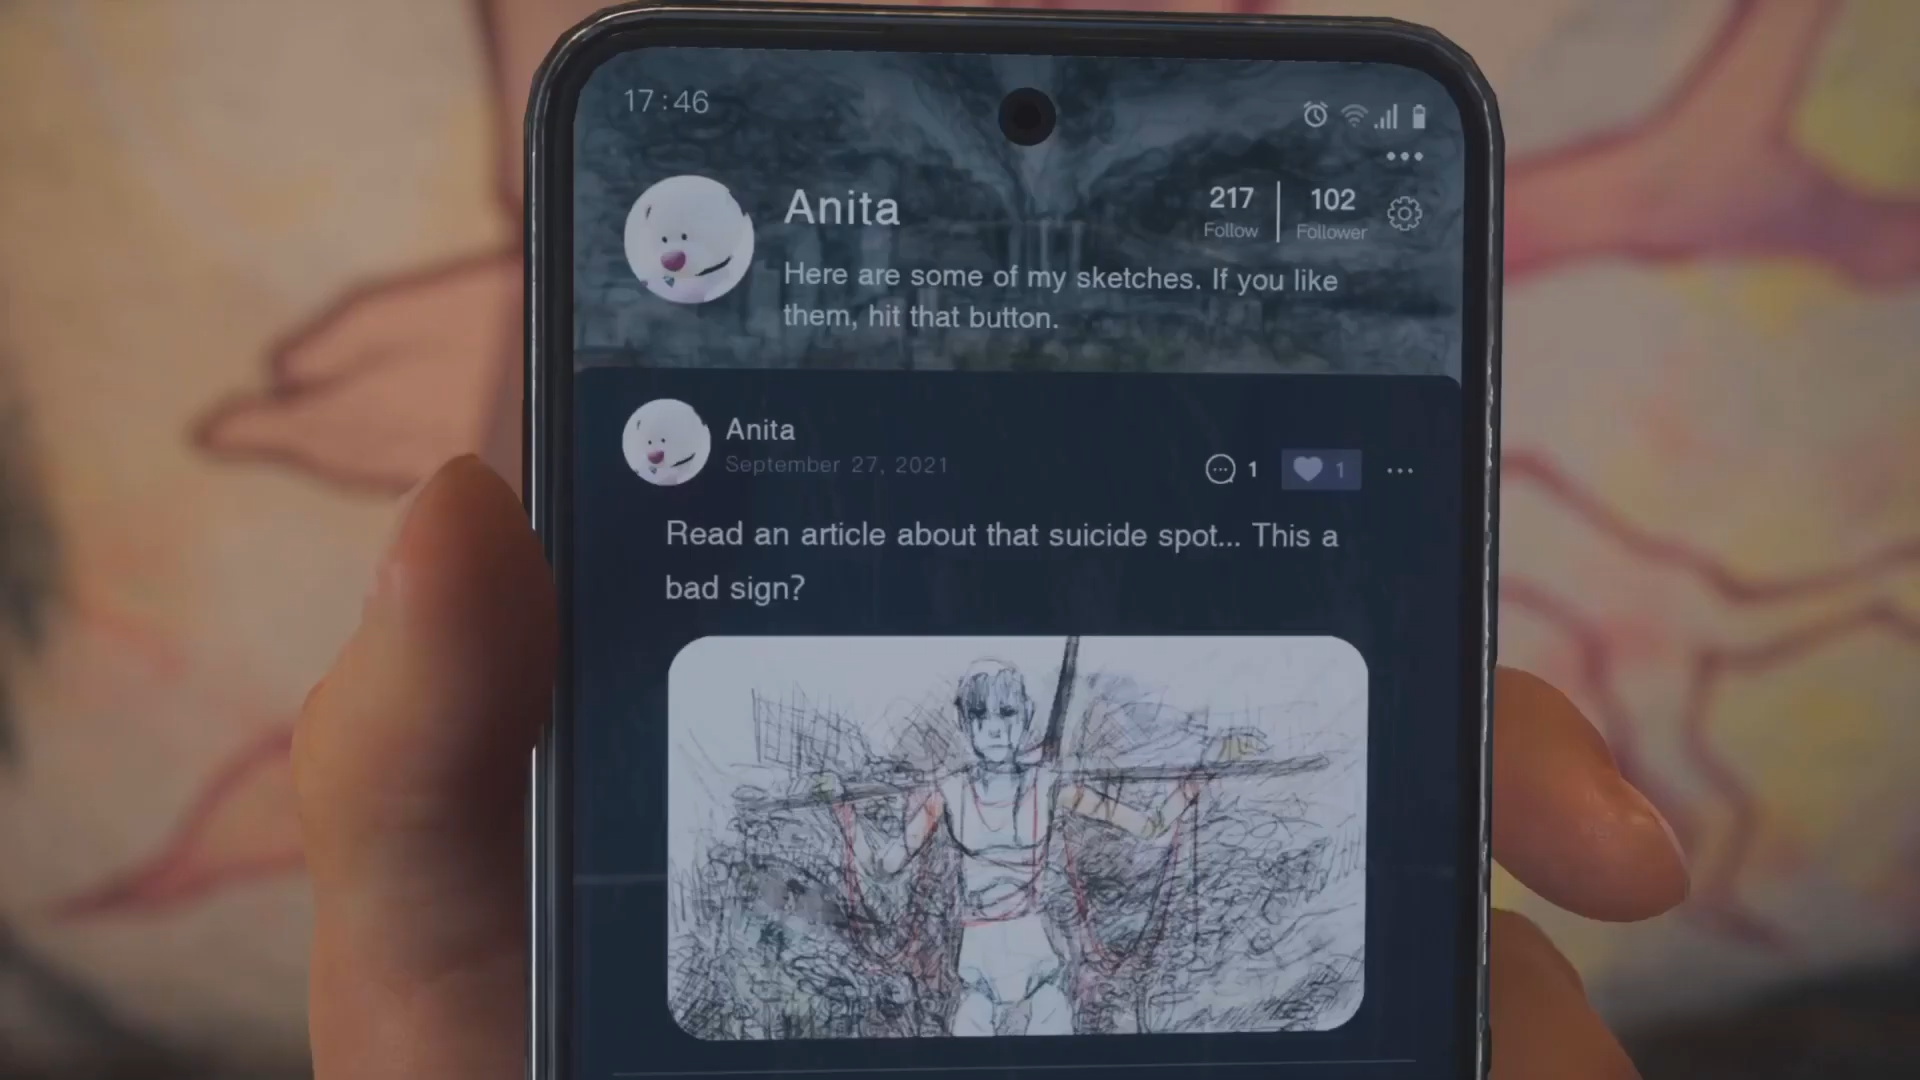 17:46
Anita
217
Follow
102
Follower
Here are some of my sketches. If you like
them, hit that button.
Anita
September 27, 2021
1
1
Read an article about that suicide spot... This a
bad sign?